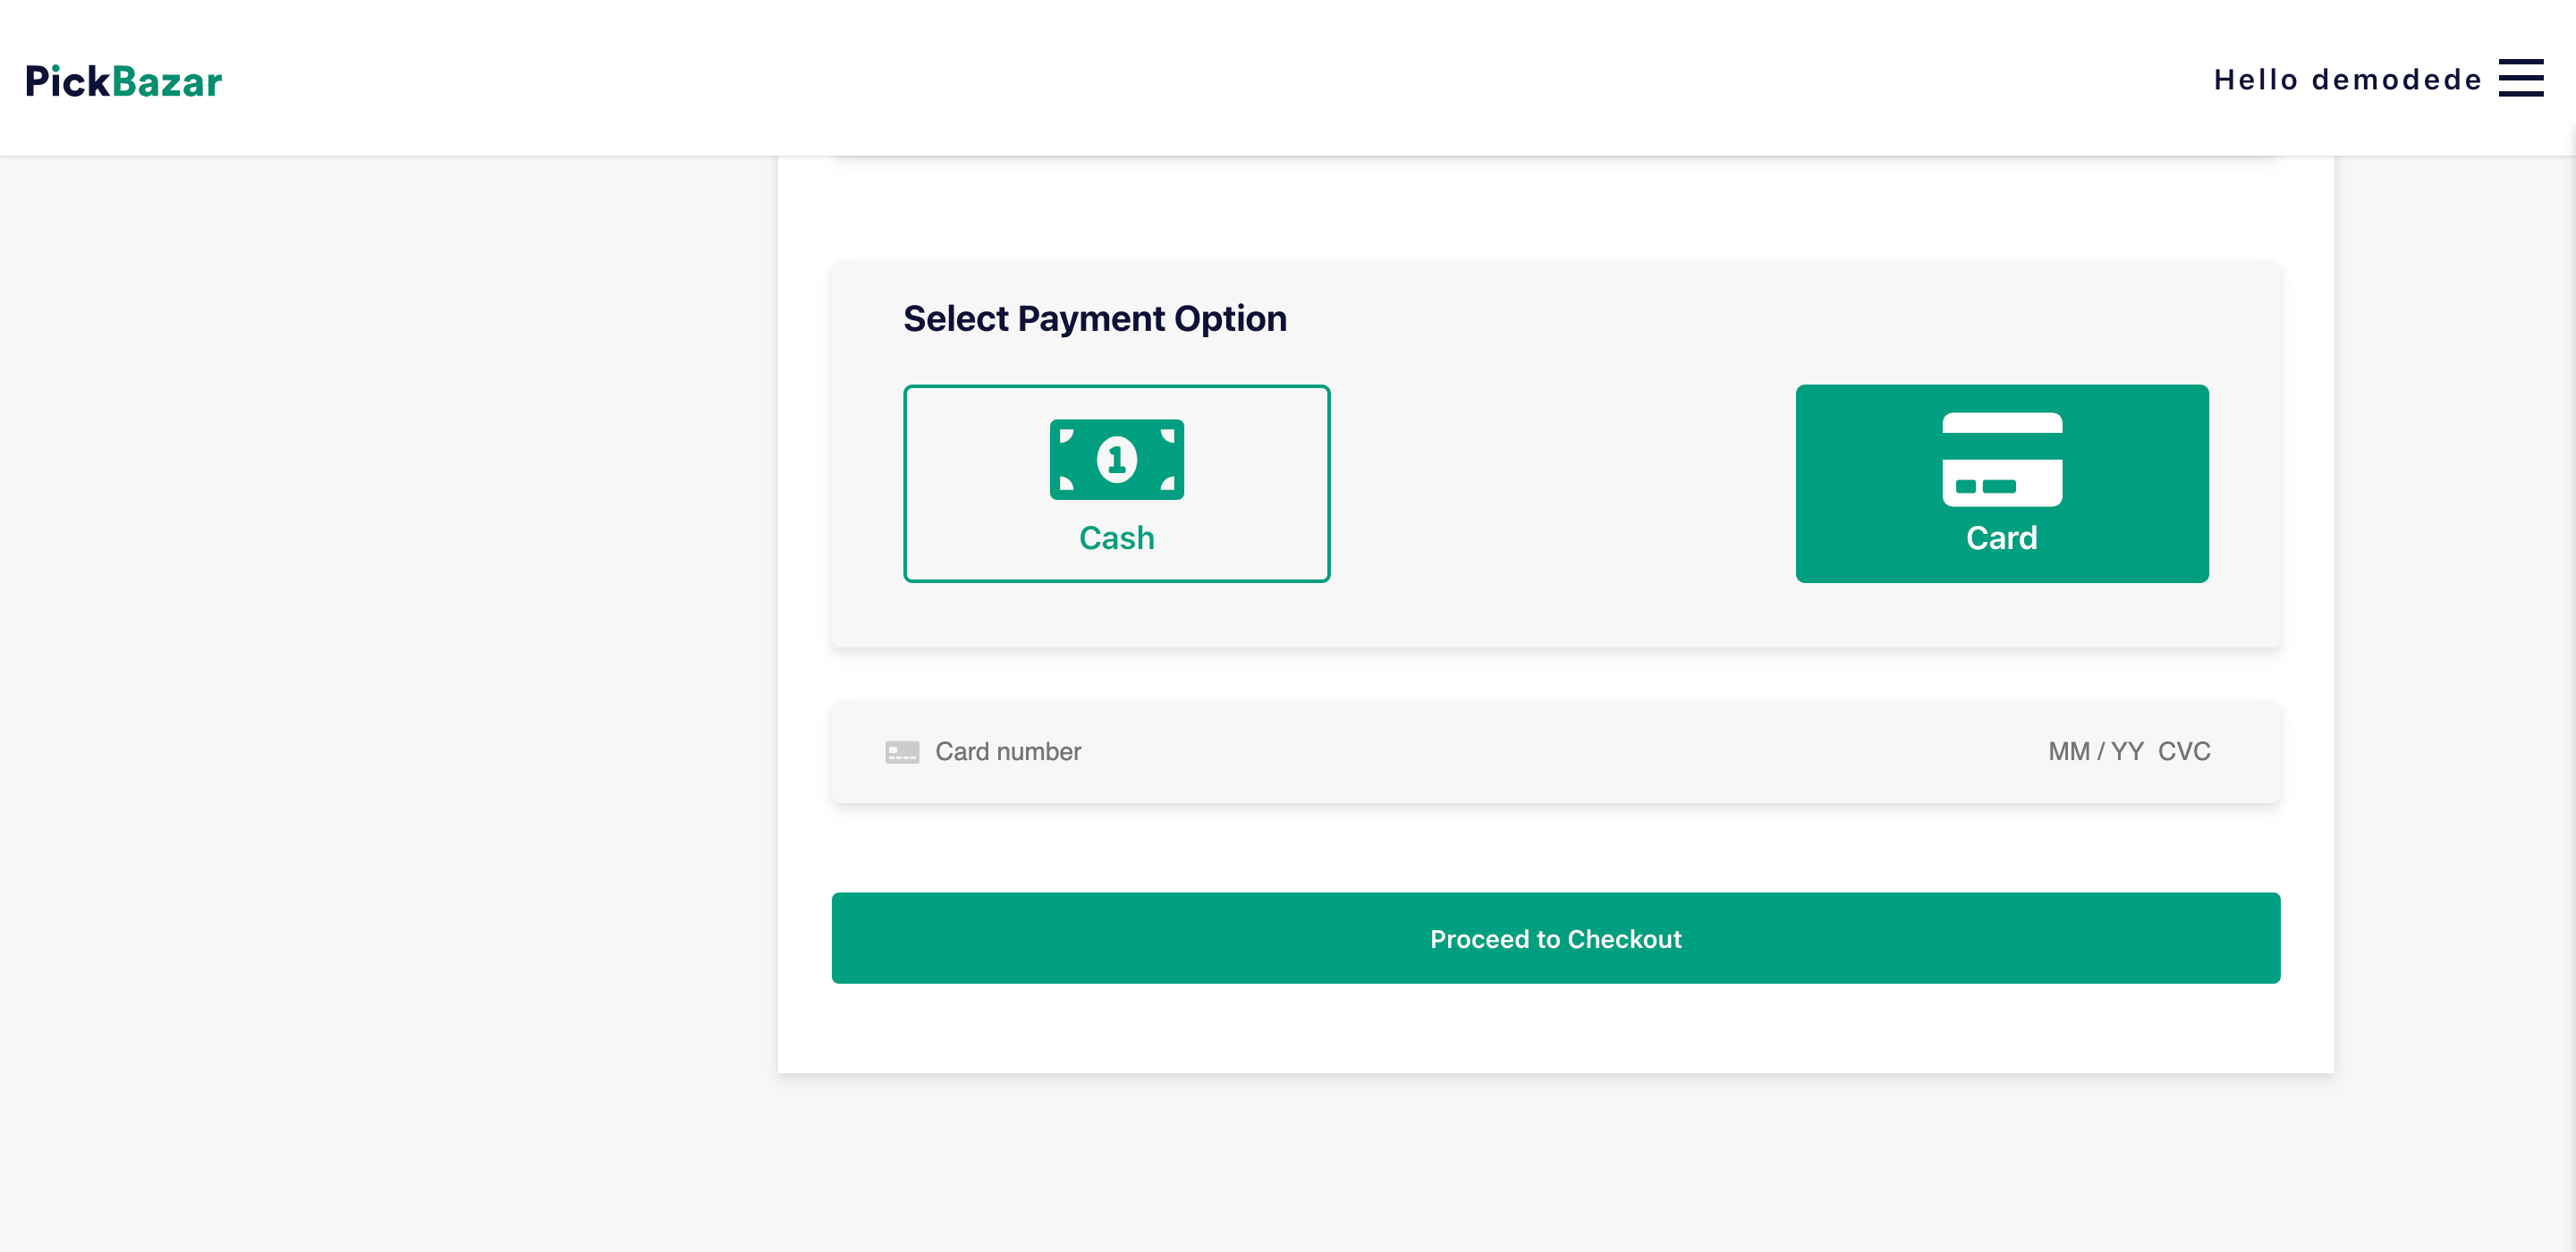 PickBazar
Hello demodede
Select Payment Option
1
Cash
Card
Card number MM / YY CVC
Proceed to Checkout